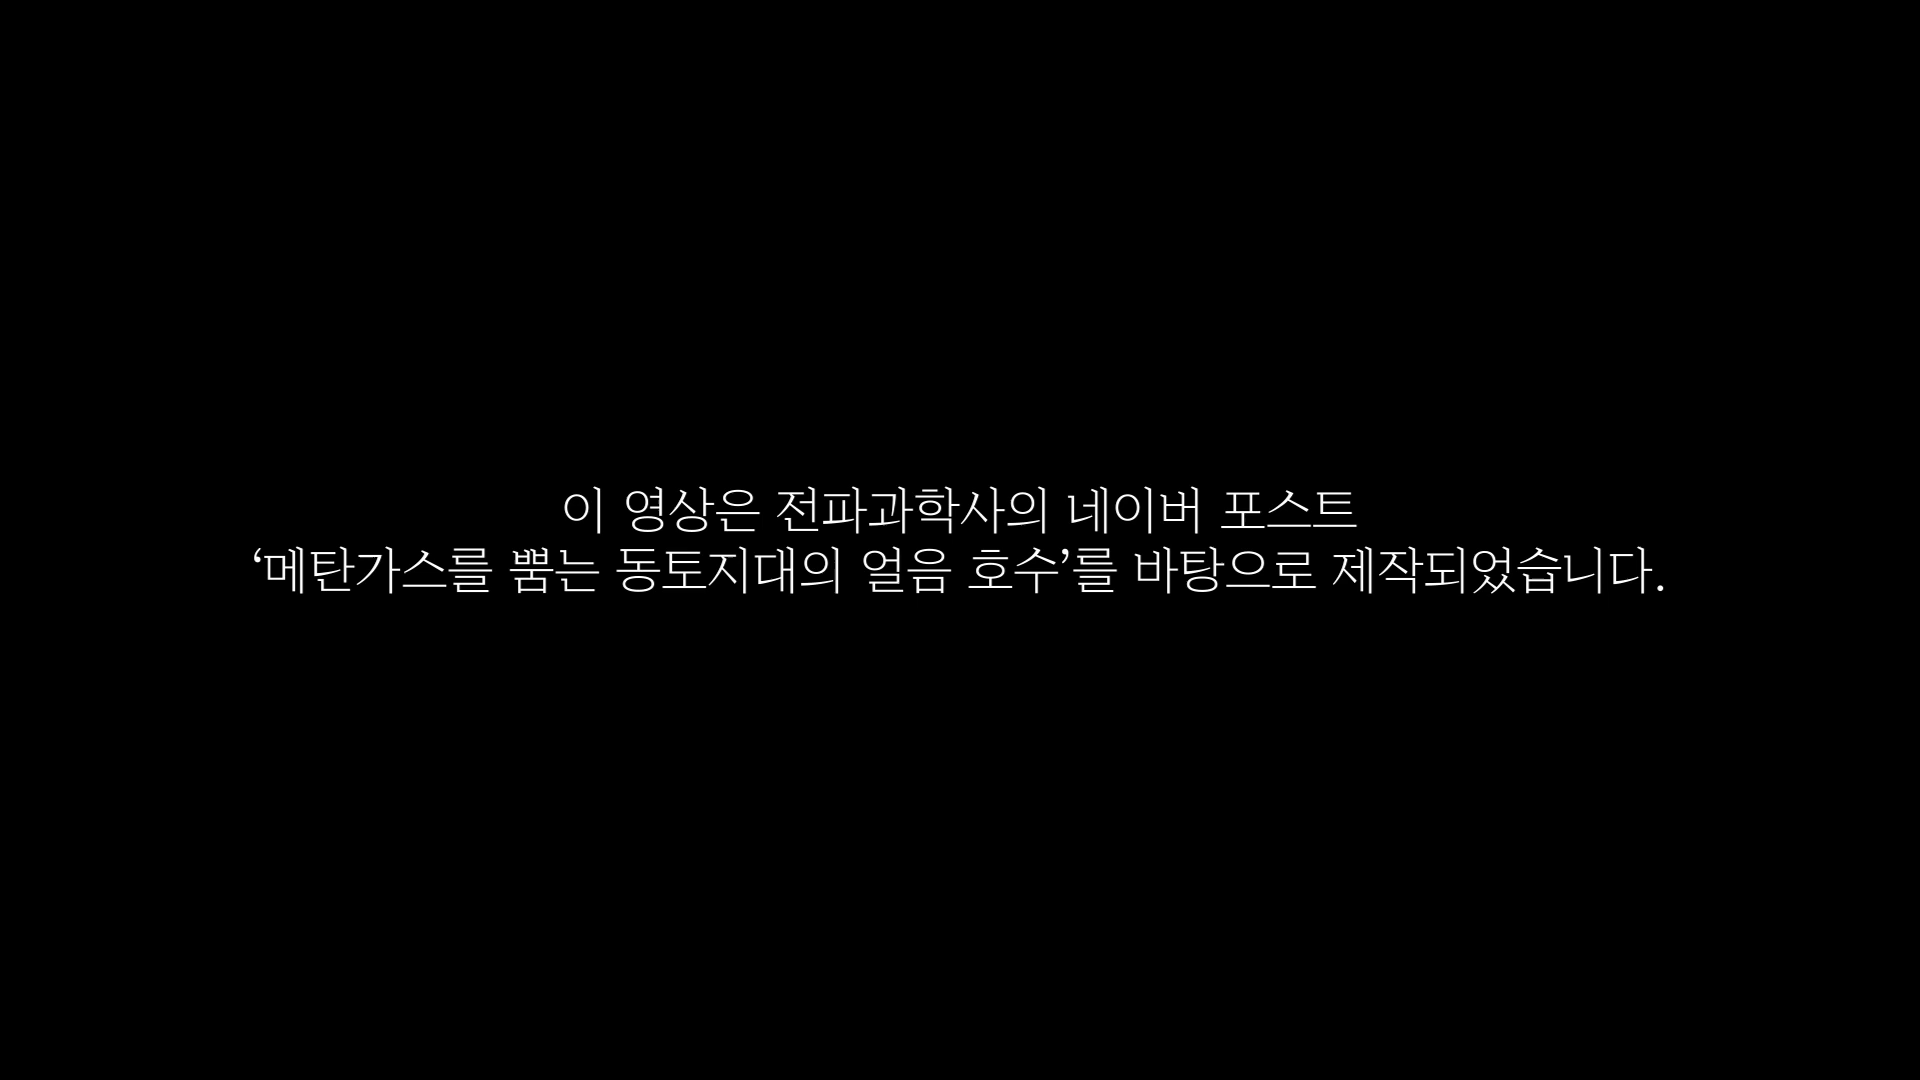 이 영상은 전파과학사의 네이버 포스트
‘메탄가스를 뿜는 동토지대의 얼음 호수’를 바탕으로 제작되었습니다.